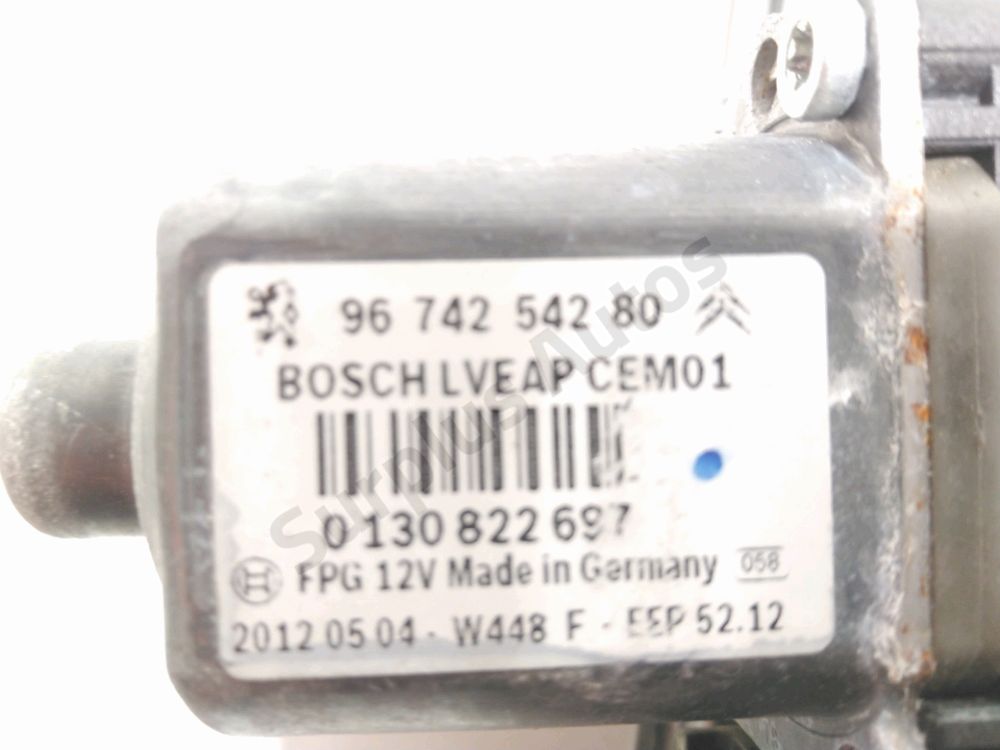 96 742 542 80
BOSCH LVEAP CEM01
0 130 822 697
FPG 12V Made in Germany 058
2012 05 04 - W448 F - EEP 52.12
Surplus Autos